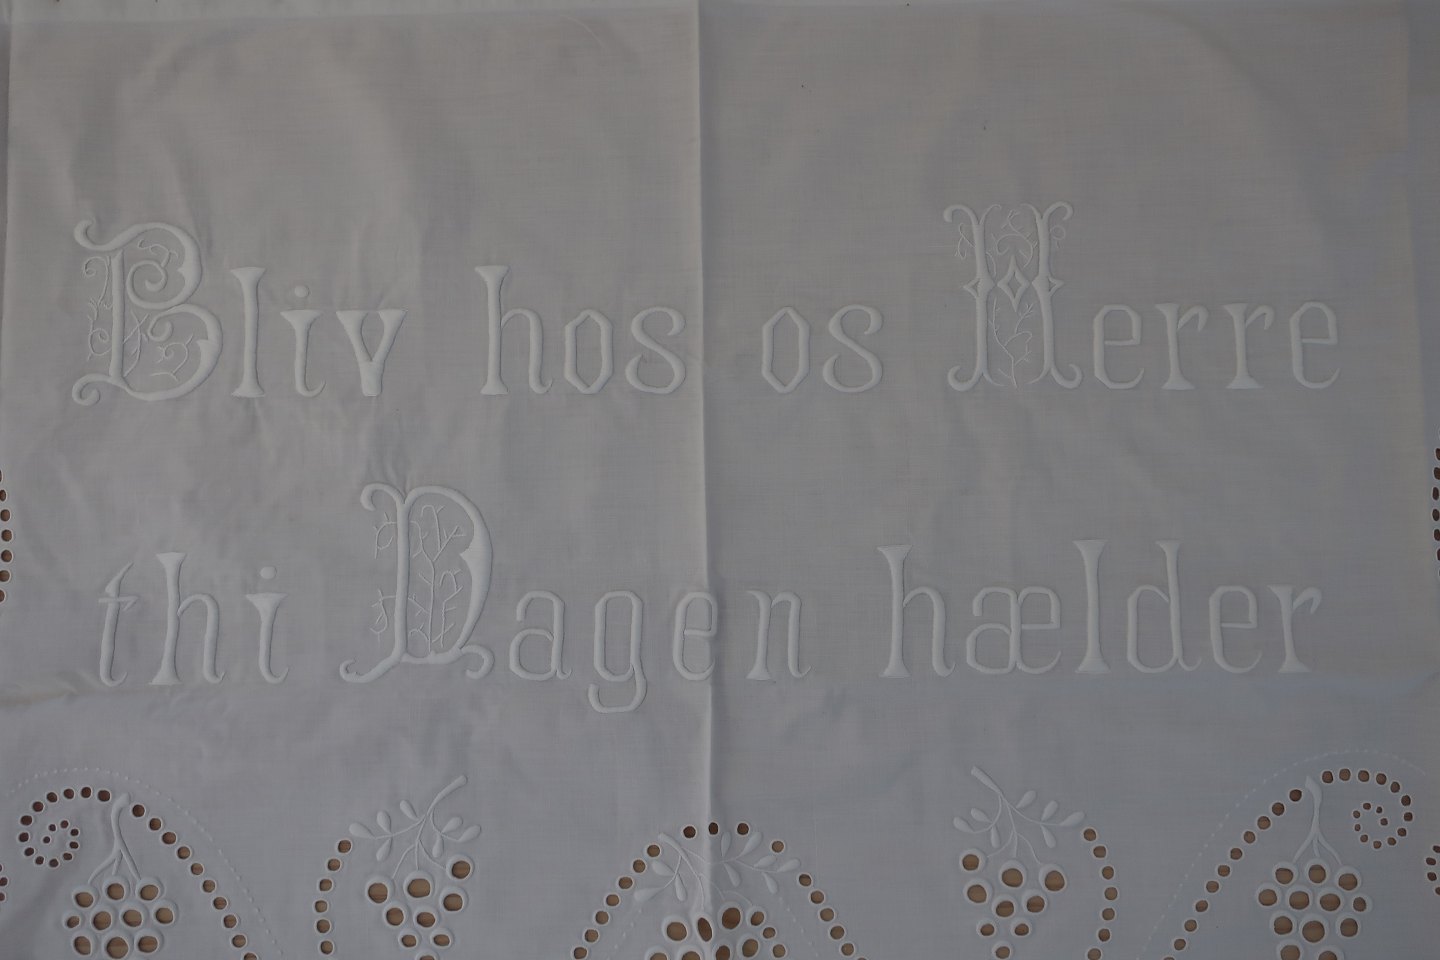 Bliv hos os Herre
thi Dagen hælder